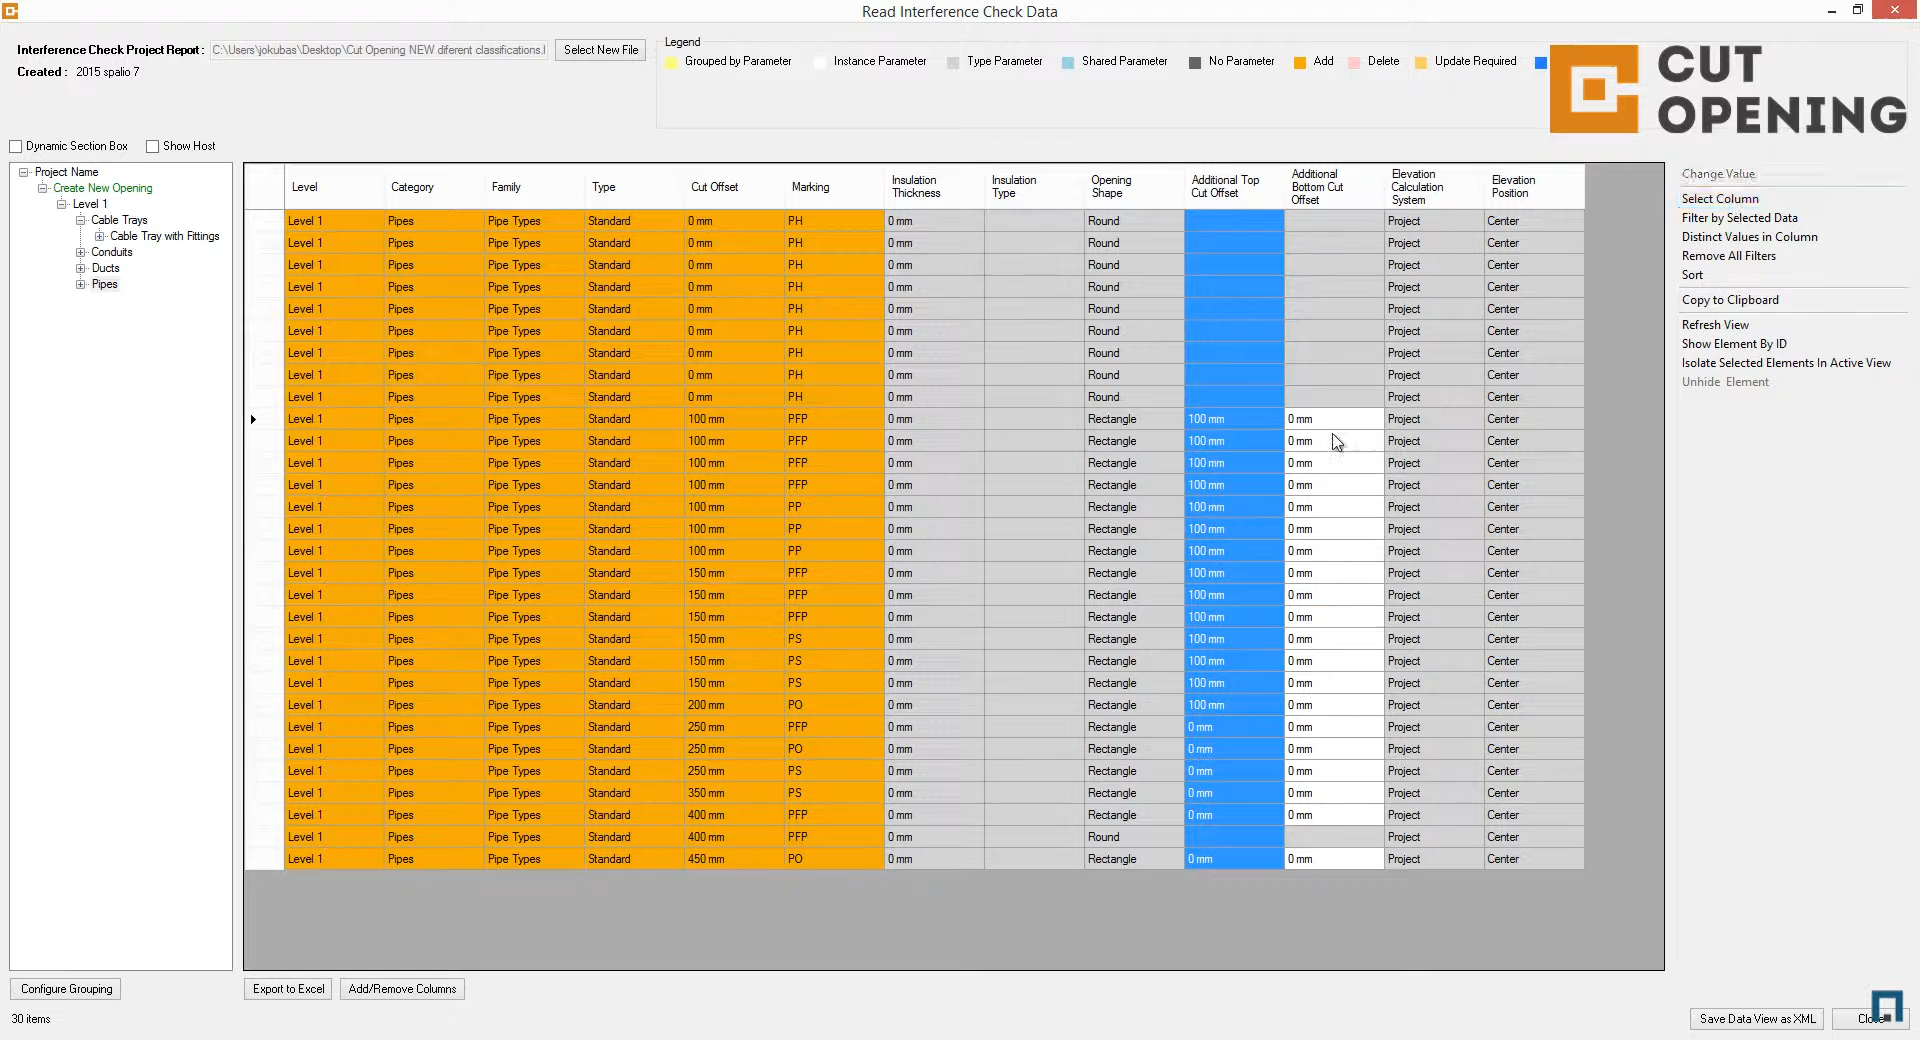 Read Interference Check Data
Interference Check Project Report : C:\Users\jokubas\Desktop\Cut Opening NEW diferent classifications. Select New File
Created : 2015 spalio 7
Legend
Grouped by Parameter Instance Parameter Type Parameter Shared Parameter No Parameter Add Delete Update Required
CUT
OPENING
Dynamic Section Box Show Host
Project Name
Create New Opening
Level 1
Cable Trays
Cable Tray with Fittings
Conduits
Ducts
Pipes
Level Category Family Type Cut Offset Marking Insulation Thickness Insulation Type Opening Shape Additional Top Cut Offset Additional Bottom Cut Offset Elevation Calculation System Elevation Position
Level 1 Pipes Pipe Types Standard 0 mm PH 0 mm Round Project Center
Level 1 Pipes Pipe Types Standard 0 mm PH 0 mm Round Project Center
Level 1 Pipes Pipe Types Standard 0 mm PH 0 mm Round Project Center
Level 1 Pipes Pipe Types Standard 0 mm PH 0 mm Round Project Center
Level 1 Pipes Pipe Types Standard 0 mm PH 0 mm Round Project Center
Level 1 Pipes Pipe Types Standard 0 mm PH 0 mm Round Project Center
Level 1 Pipes Pipe Types Standard 0 mm PH 0 mm Round Project Center
Level 1 Pipes Pipe Types Standard 0 mm PH 0 mm Round Project Center
Level 1 Pipes Pipe Types Standard 0 mm PH 0 mm Round Project Center
Level 1 Pipes Pipe Types Standard 100 mm PFP 0 mm Rectangle 100 mm 0 mm Project Center
Level 1 Pipes Pipe Types Standard 100 mm PFP 0 mm Rectangle 100 mm 0 mm Project Center
Level 1 Pipes Pipe Types Standard 100 mm PFP 0 mm Rectangle 100 mm 0 mm Project Center
Level 1 Pipes Pipe Types Standard 100 mm PFP 0 mm Rectangle 100 mm 0 mm Project Center
Level 1 Pipes Pipe Types Standard 100 mm PP 0 mm Rectangle 100 mm 0 mm Project Center
Level 1 Pipes Pipe Types Standard 100 mm PP 0 mm Rectangle 100 mm 0 mm Project Center
Level 1 Pipes Pipe Types Standard 100 mm PP 0 mm Rectangle 100 mm 0 mm Project Center
Level 1 Pipes Pipe Types Standard 150 mm PFP 0 mm Rectangle 100 mm 0 mm Project Center
Level 1 Pipes Pipe Types Standard 150 mm PFP 0 mm Rectangle 100 mm 0 mm Project Center
Level 1 Pipes Pipe Types Standard 150 mm PFP 0 mm Rectangle 100 mm 0 mm Project Center
Level 1 Pipes Pipe Types Standard 150 mm PS 0 mm Rectangle 100 mm 0 mm Project Center
Level 1 Pipes Pipe Types Standard 150 mm PS 0 mm Rectangle 100 mm 0 mm Project Center
Level 1 Pipes Pipe Types Standard 150 mm PS 0 mm Rectangle 100 mm 0 mm Project Center
Level 1 Pipes Pipe Types Standard 200 mm PO 0 mm Rectangle 100 mm 0 mm Project Center
Level 1 Pipes Pipe Types Standard 250 mm PFP 0 mm Rectangle 0 mm 0 mm Project Center
Level 1 Pipes Pipe Types Standard 250 mm PO 0 mm Rectangle 0 mm 0 mm Project Center
Level 1 Pipes Pipe Types Standard 250 mm PS 0 mm Rectangle 0 mm 0 mm Project Center
Level 1 Pipes Pipe Types Standard 350 mm PS 0 mm Rectangle 0 mm 0 mm Project Center
Level 1 Pipes Pipe Types Standard 400 mm PFP 0 mm Rectangle 0 mm 0 mm Project Center
Level 1 Pipes Pipe Types Standard 400 mm PFP 0 mm Round Project Center
Level 1 Pipes Pipe Types Standard 450 mm PO 0 mm Rectangle 0 mm 0 mm Project Center
Change Value
Select Column
Filter by Selected Data
Distinct Values in Column
Remove All Filters
Sort
Copy to Clipboard
Refresh View
Show Element By ID
Isolate Selected Elements In Active View
Unhide Element
Configure Grouping Export to Excel Add/Remove Columns
30 items
Save Data View as XML